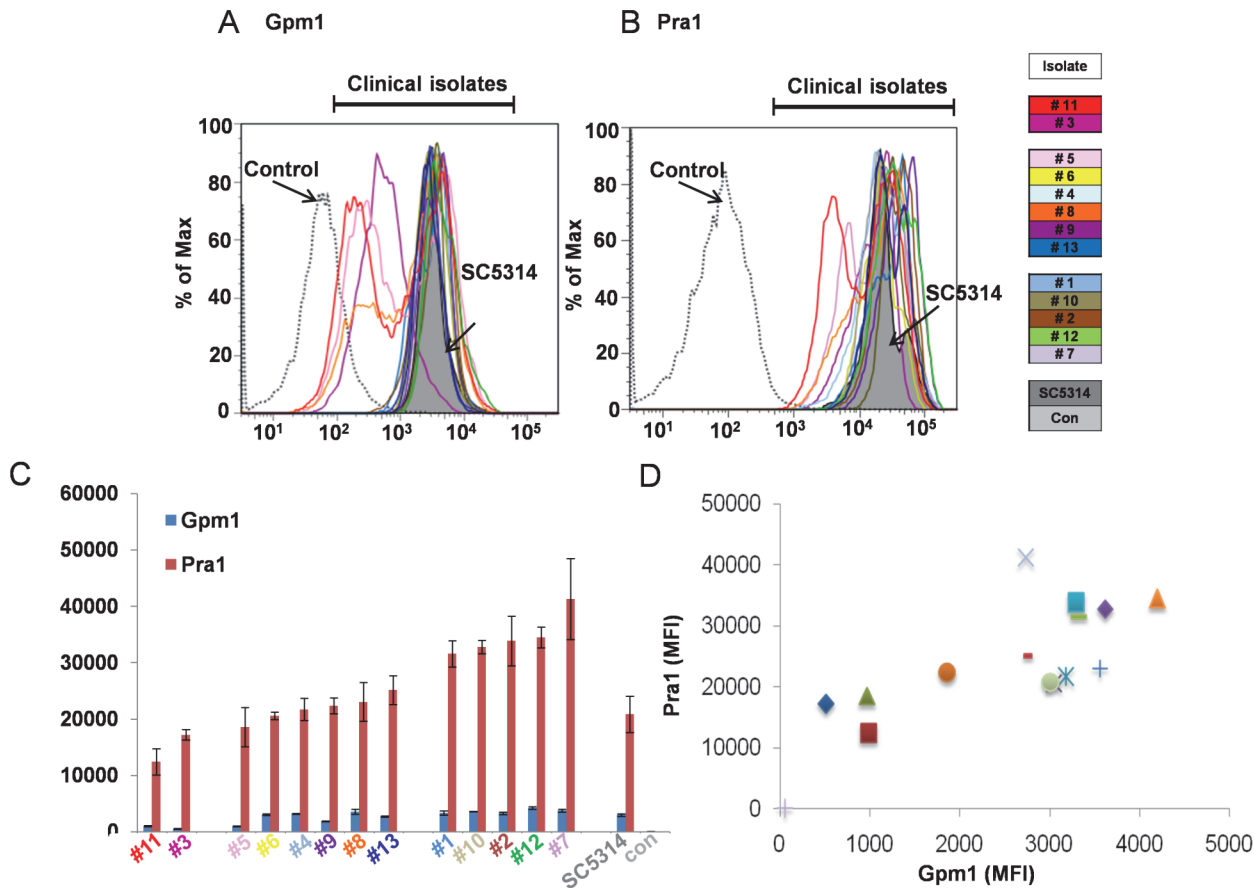 A Gpm1
Clinical isolates
100
80
60
40
20
0
% of Max
Control
SC5314
101 102 103 104 105
B Pra1
Clinical isolates
100
80
60
40
20
0
% of Max
Control
SC5314
101 102 103 104 105
Isolate
# 11
# 3
# 5
# 6
# 4
# 8
# 9
# 13
# 1
# 10
# 2
# 12
# 7
SC5314
Con
C
60000
50000
40000
30000
20000
10000
0
Gpm1
Pra1
#11 #3 #5 #6 #4 #9 #8 #13 #1 #10 #2 #12 #7 SC5314 con
D
50000
40000
30000
20000
10000
0
Pra1 (MFI)
0 1000 2000 3000 4000 5000
Gpm1 (MFI)